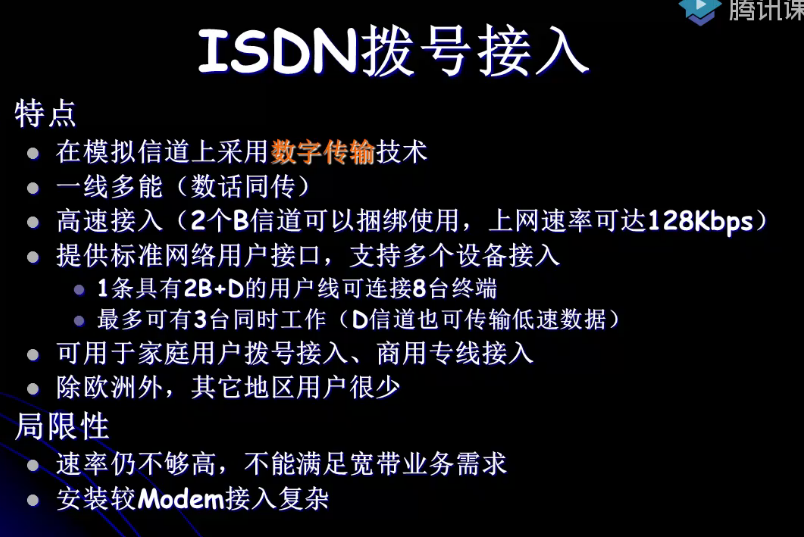 腾讯课
ISDN拨号接入
特点
在模拟信道上采用数字传输技术
一线多能（数话同传）
高速接入（2个B信道可以捆绑使用，上网速率可达128Kbps）
提供标准网络用户接口，支持多个设备接入
1条具有2B+D的用户线可连接8台终端
最多可有3台同时工作（D信道也可传输低速数据）
可用于家庭用户拨号接入、商用专线接入
除欧洲外，其它地区用户很少
局限性
速率仍不够高，不能满足宽带业务需求
安装较Modem接入复杂